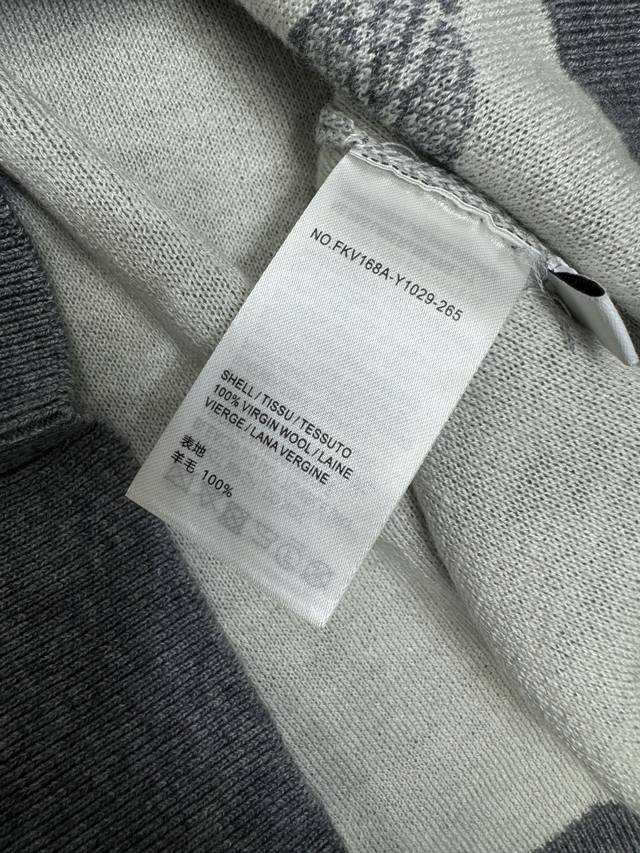 NO.FKV168A-Y1029-265
SHELL / TISSU / TESSUTO
100% VIRGIN WOOL / LAINE
VIERGE / LANA VERGINE
表地
羊毛 100%